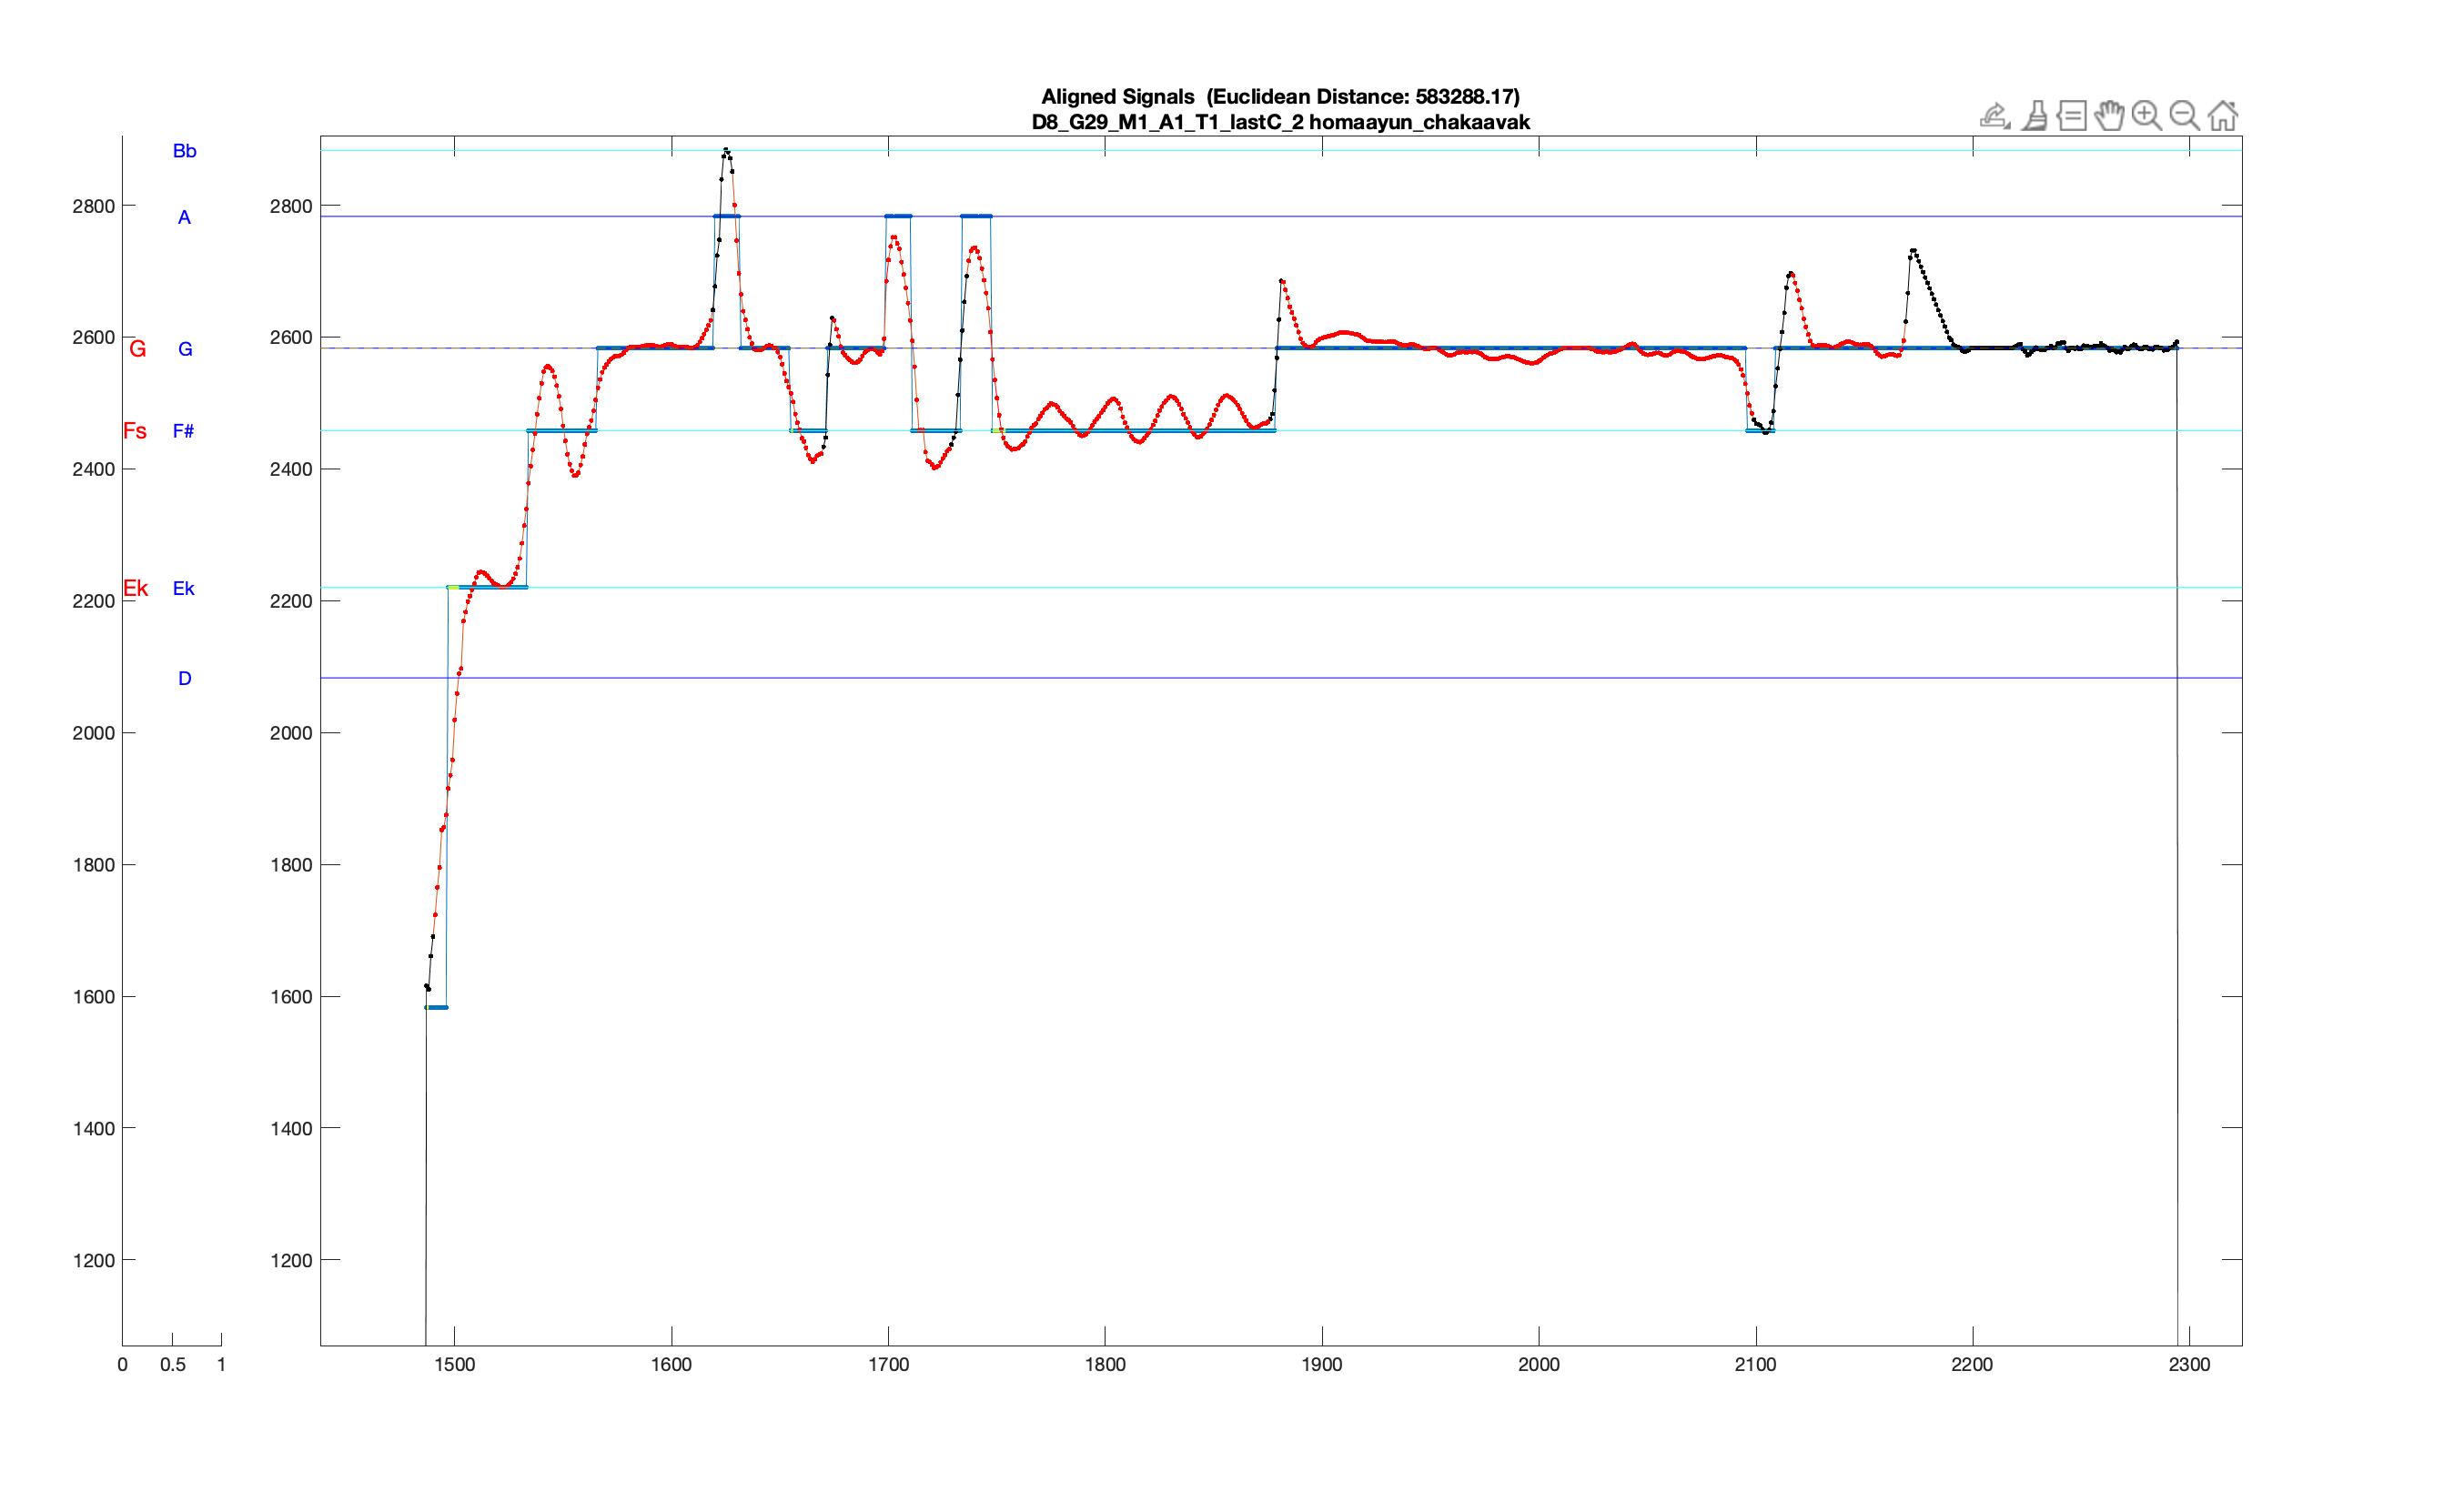 Aligned Signals (Euclidean Distance: 583288.17)
D8_G29_M1_A1_T1_lastC_2 homaayun_chakaavak
Bb
2800 A 2800
2600 G G 2600
Fs F#
2400 2400
Ek Ek
2200 2200
D
2000 2000
1800 1800
1600 1600
1400 1400
1200 1200
0 0.5 1 1500 1600 1700 1800 1900 2000 2100 2200 2300